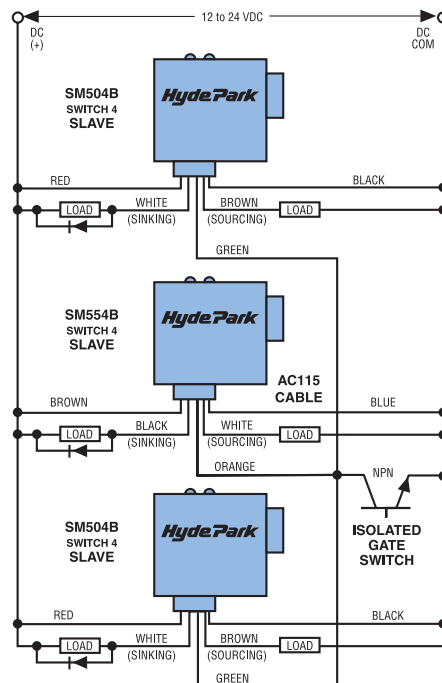 12 to 24 VDC
DC
(+)
DC
COM
SM504B
SWITCH 4
SLAVE
HydePark
RED
BLACK
LOAD
WHITE
(SINKING)
BROWN
(SOURCING)
LOAD
GREEN
SM554B
SWITCH 4
SLAVE
HydePark
AC115
CABLE
BROWN
BLUE
LOAD
BLACK
(SINKING)
WHITE
(SOURCING)
LOAD
ORANGE
NPN
ISOLATED
GATE
SWITCH
SM504B
SWITCH 4
SLAVE
HydePark
RED
BLACK
LOAD
WHITE
(SINKING)
BROWN
(SOURCING)
LOAD
GREEN